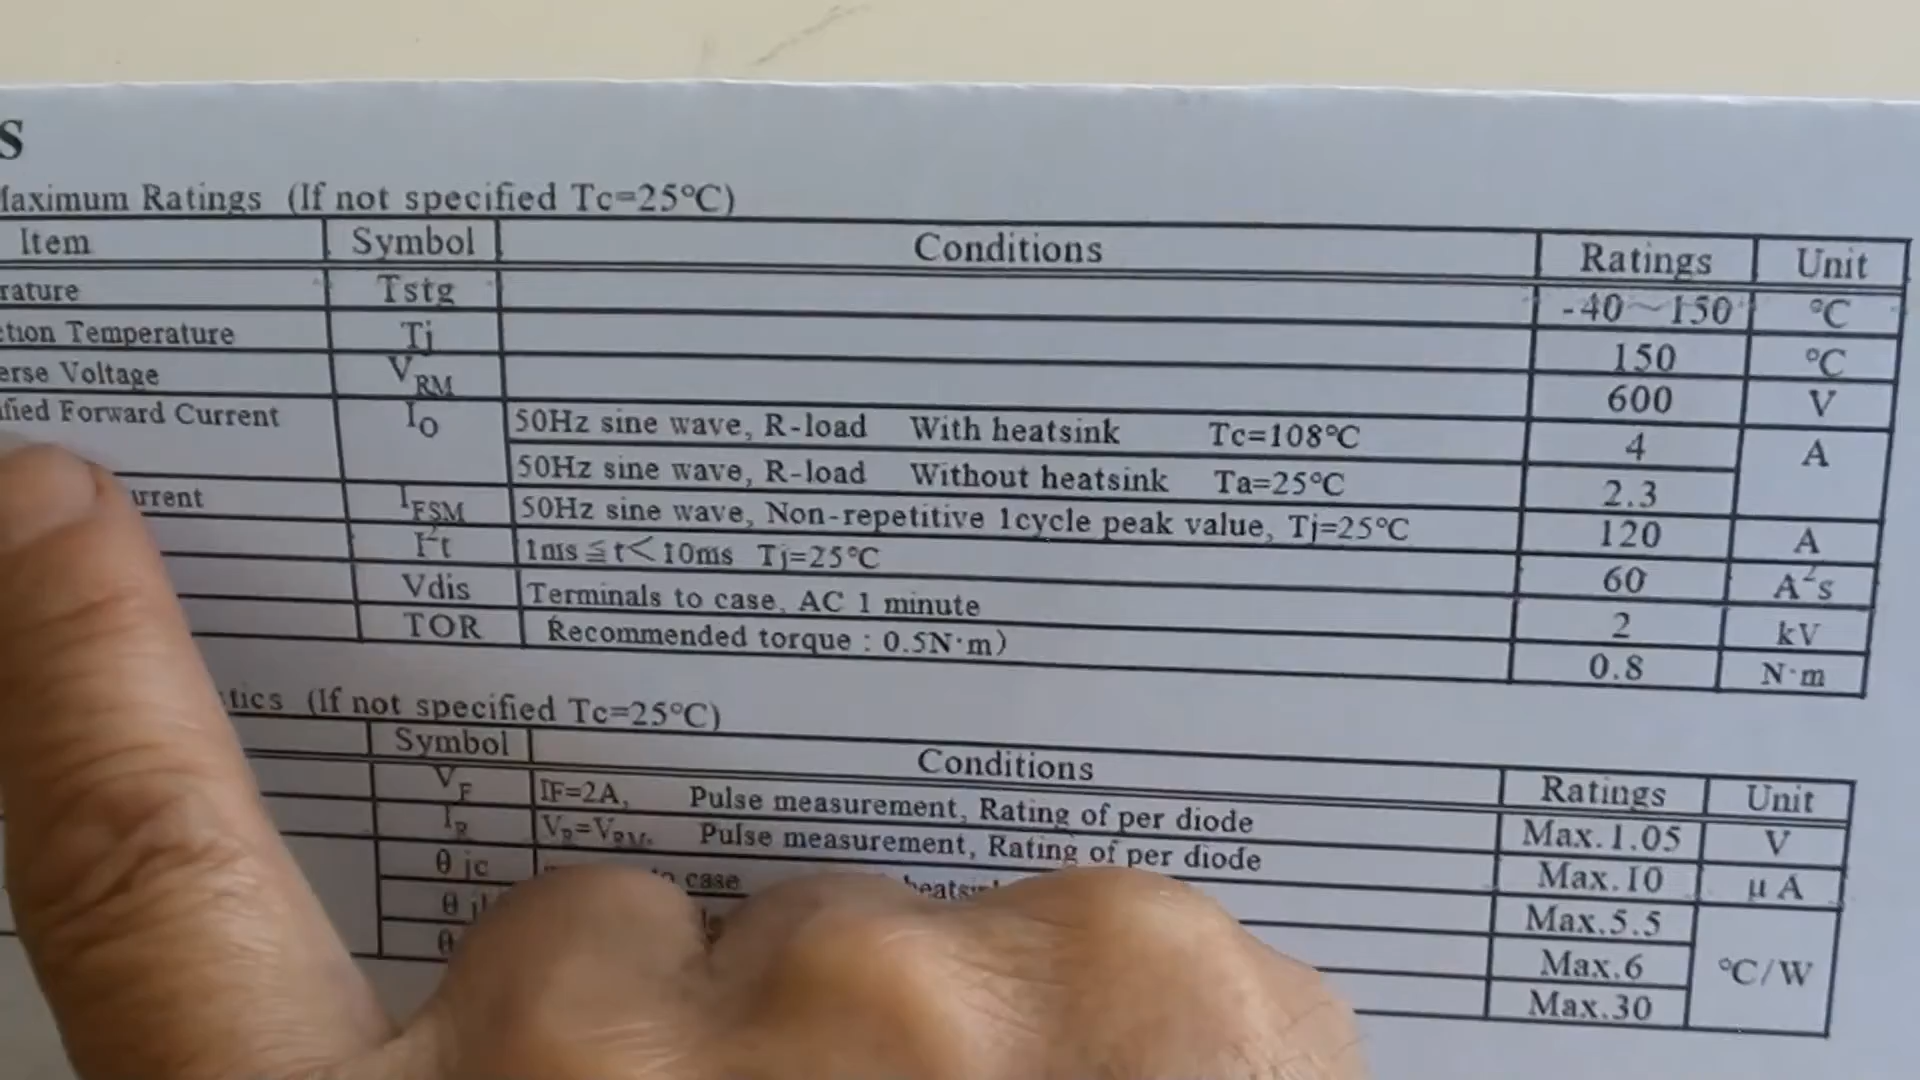 S
Maximum Ratings (If not specified Tc=25℃)
Item Symbol Conditions Ratings Unit
rature Tstg -40~150 ℃
ction Temperature Tj 150 ℃
erse Voltage VRM 600 V
fied Forward Current IO 50Hz sine wave, R-load With heatsink Tc=108℃ 4 A
50Hz sine wave, R-load Without heatsink Ta=25℃ 2.3
urrent IFSM 50Hz sine wave, Non-repetitive 1cycle peak value, Tj=25℃ 120 A
I²t 1ms≦t<10ms Tj=25℃ 60 A²s
Vdis Terminals to case, AC 1 minute 2 kV
TOR Recommended torque : 0.5N·m) 0.8 N·m
tics (If not specified Tc=25℃)
Symbol Conditions Ratings Unit
VF IF=2A, Pulse measurement, Rating of per diode Max.1.05 V
IR VR=VRM, Pulse measurement, Rating of per diode Max.10 μA
θjc case Max.5.5 ℃/W
Max.6
θ Max.30